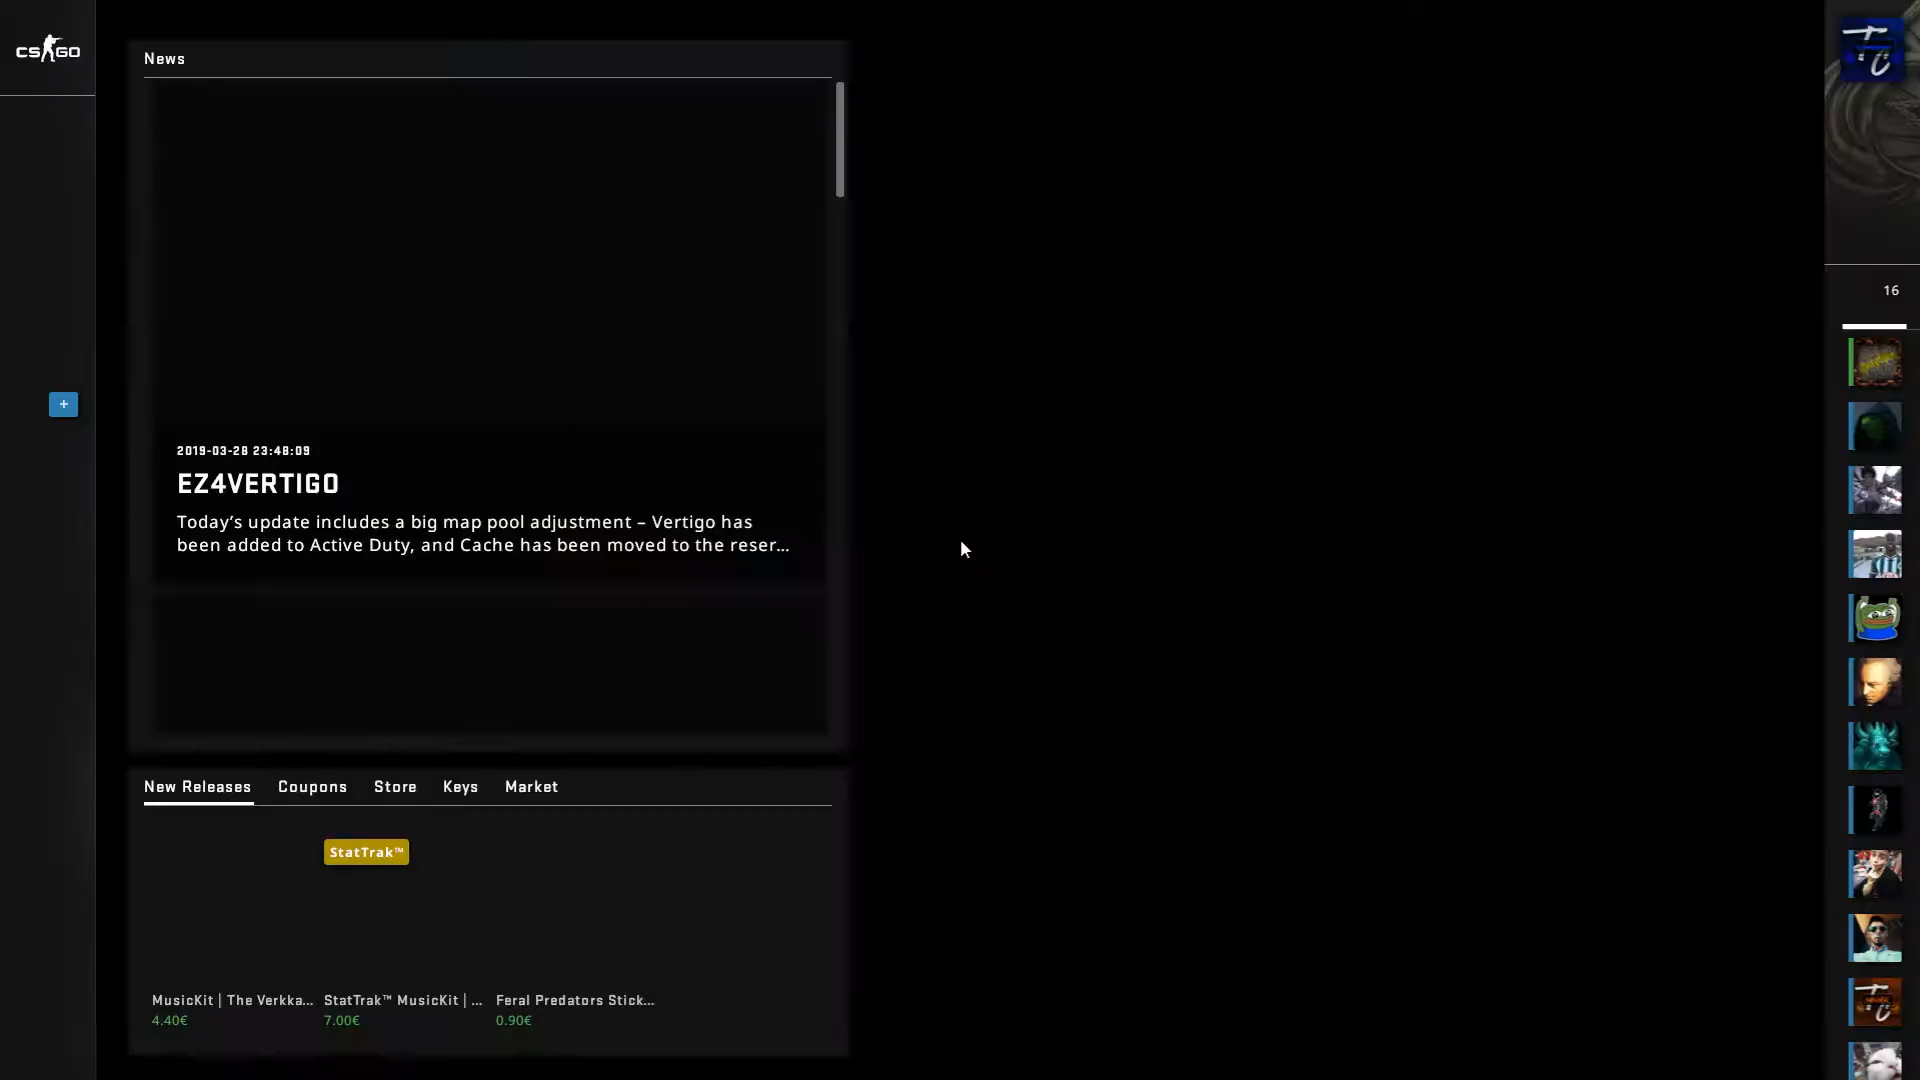 CS GO
News
2019-03-28 23:48:09
EZ4VERTIGO
Today’s update includes a big map pool adjustment – Vertigo has
been added to Active Duty, and Cache has been moved to the reser...
New Releases Coupons Store Keys Market
StatTrak™
MusicKit | The Verkka... StatTrak™ MusicKit | ... Feral Predators Stick...
4.40€ 7.00€ 0.90€
+
16